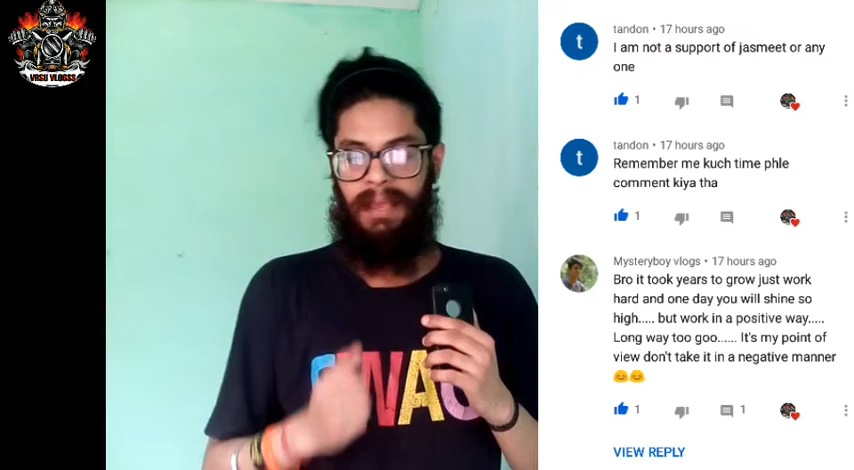 VRSU VLOGSS
SWAG
tandon • 17 hours ago
I am not a support of jasmeet or any
one
1
tandon • 17 hours ago
Remember me kuch time phle
comment kiya tha
1
Mysteryboy vlogs • 17 hours ago
Bro it took years to grow just work
hard and one day you will shine so
high..... but work in a positive way.....
Long way too goo...... It's my point of
view don't take it in a negative manner
😊😊
1
1
VIEW REPLY